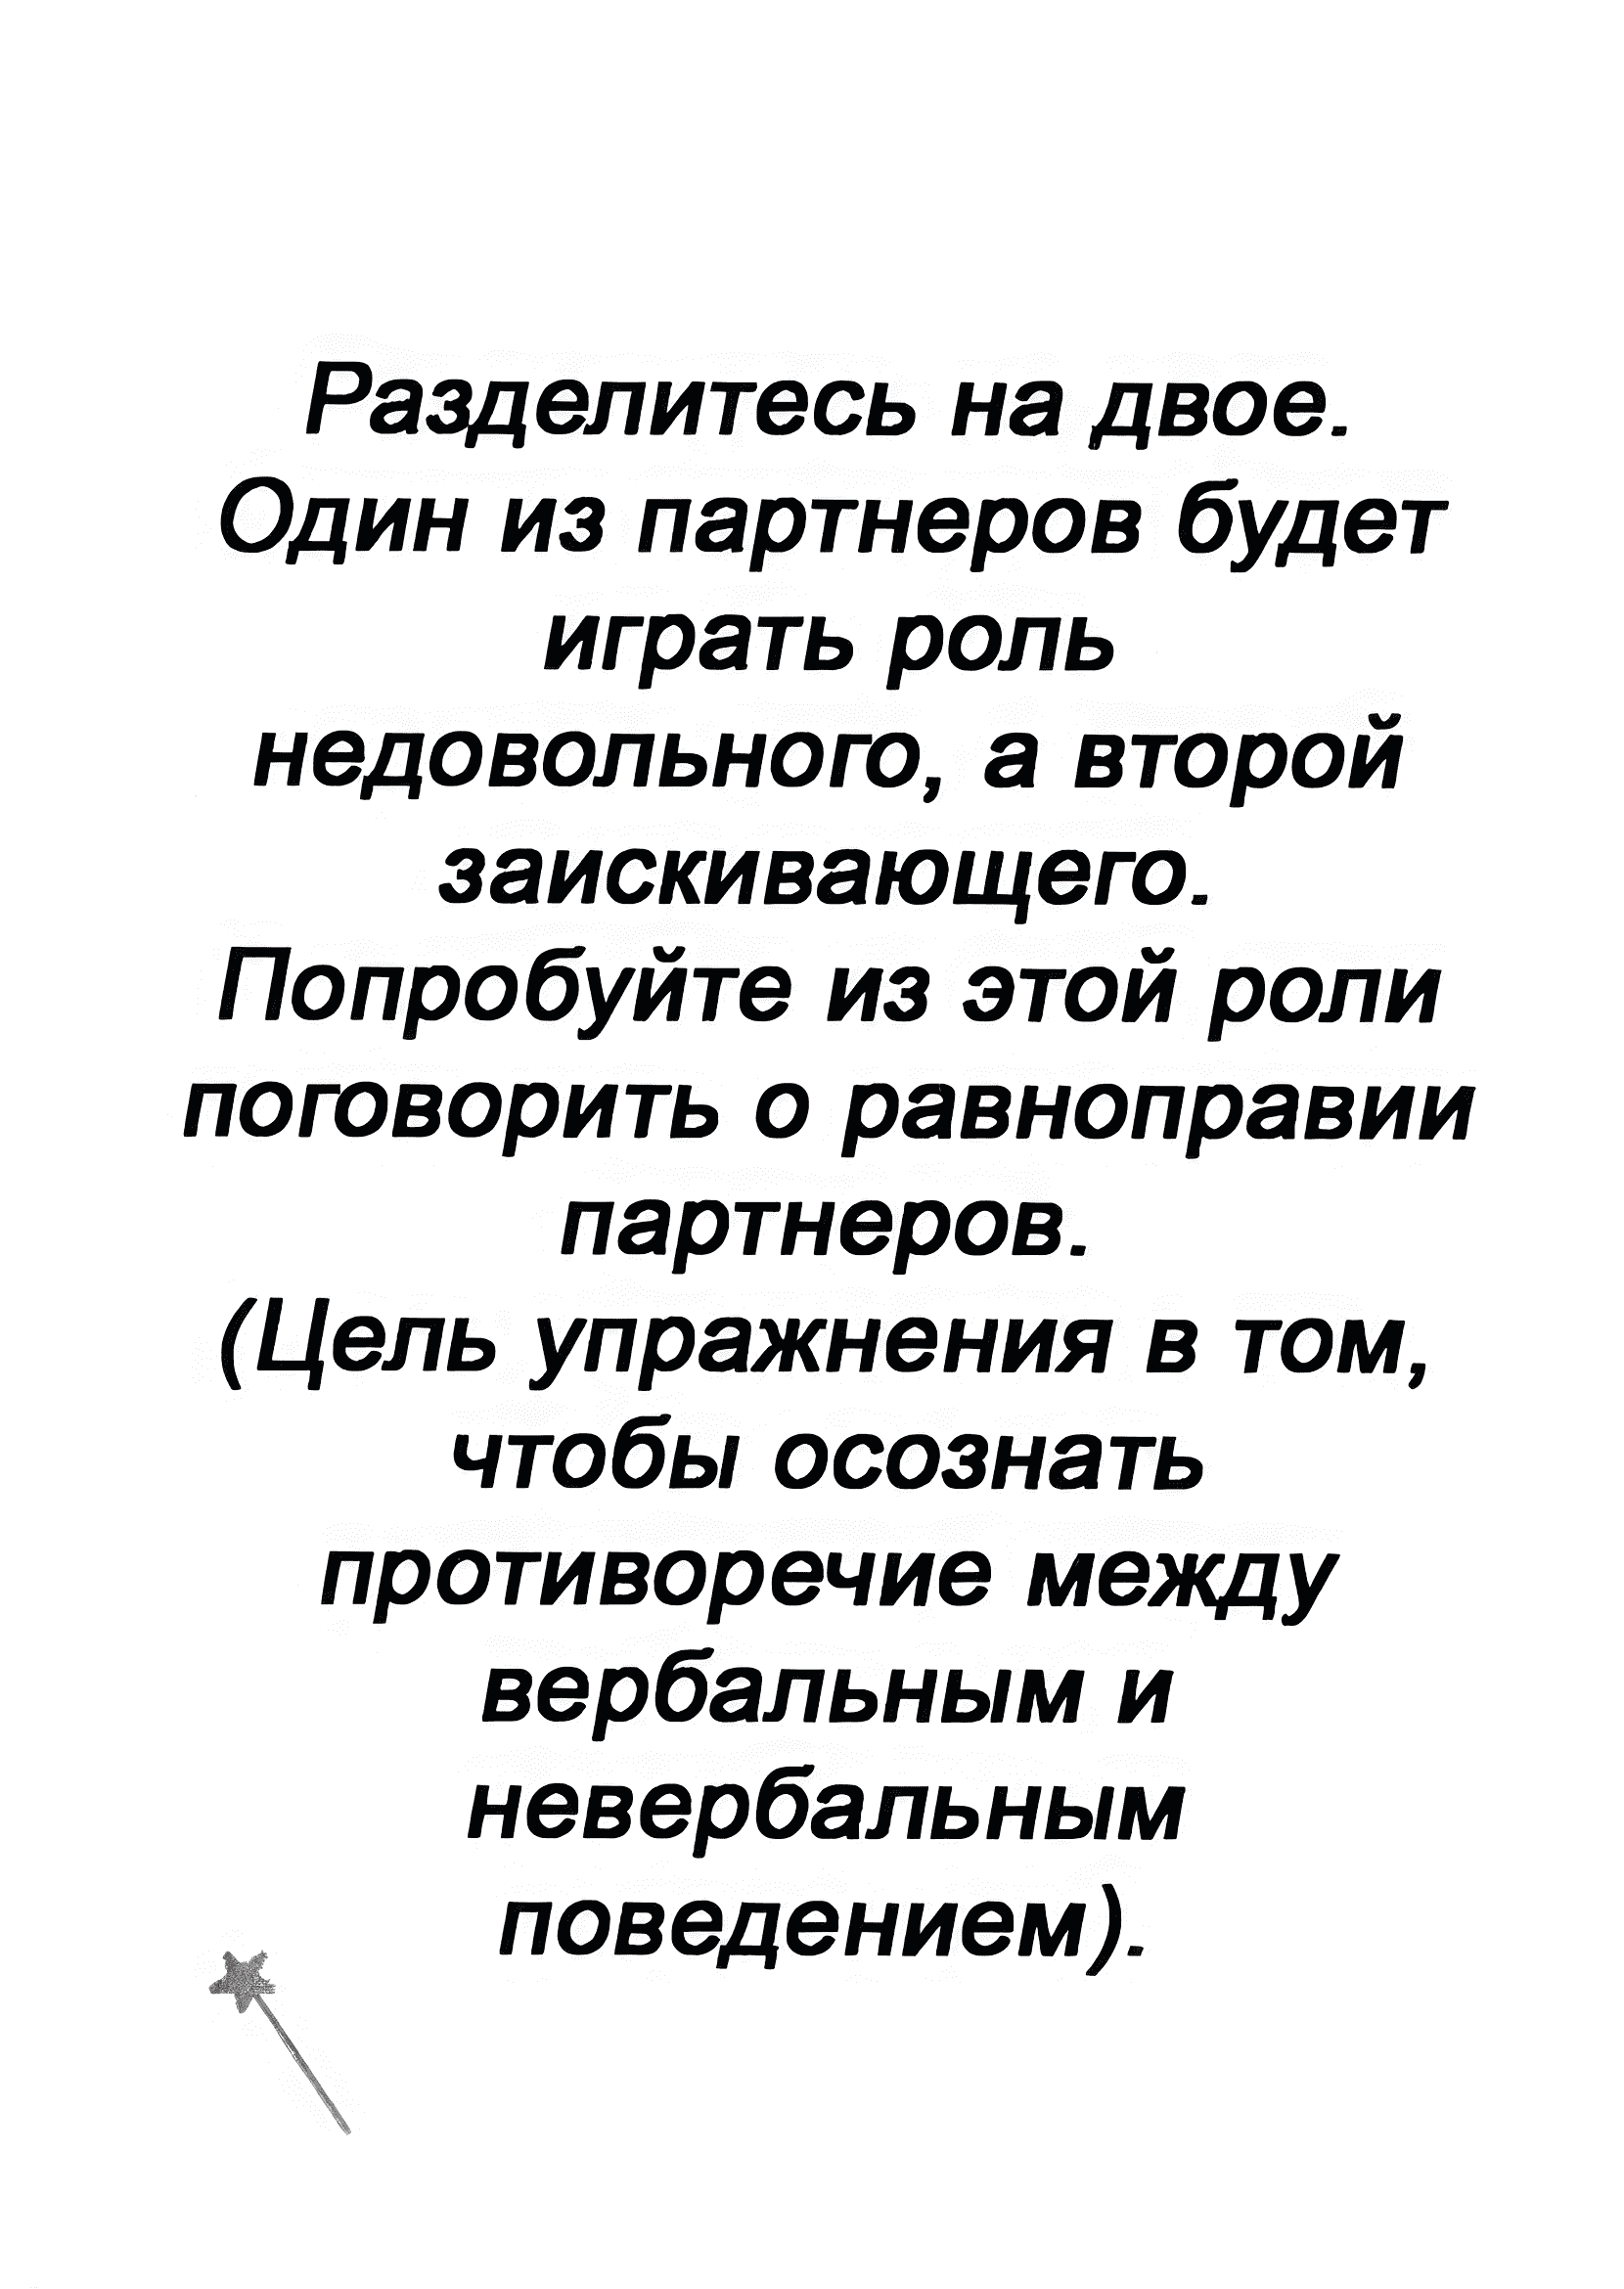 Разделитесь на двое.
Один из партнеров будет
играть роль
недовольного, а второй
заискивающего.
Попробуйте из этой роли
поговорить о равноправии
партнеров.
(Цель упражнения в том,
чтобы осознать
противоречие между
вербальным и
невербальным
поведением).